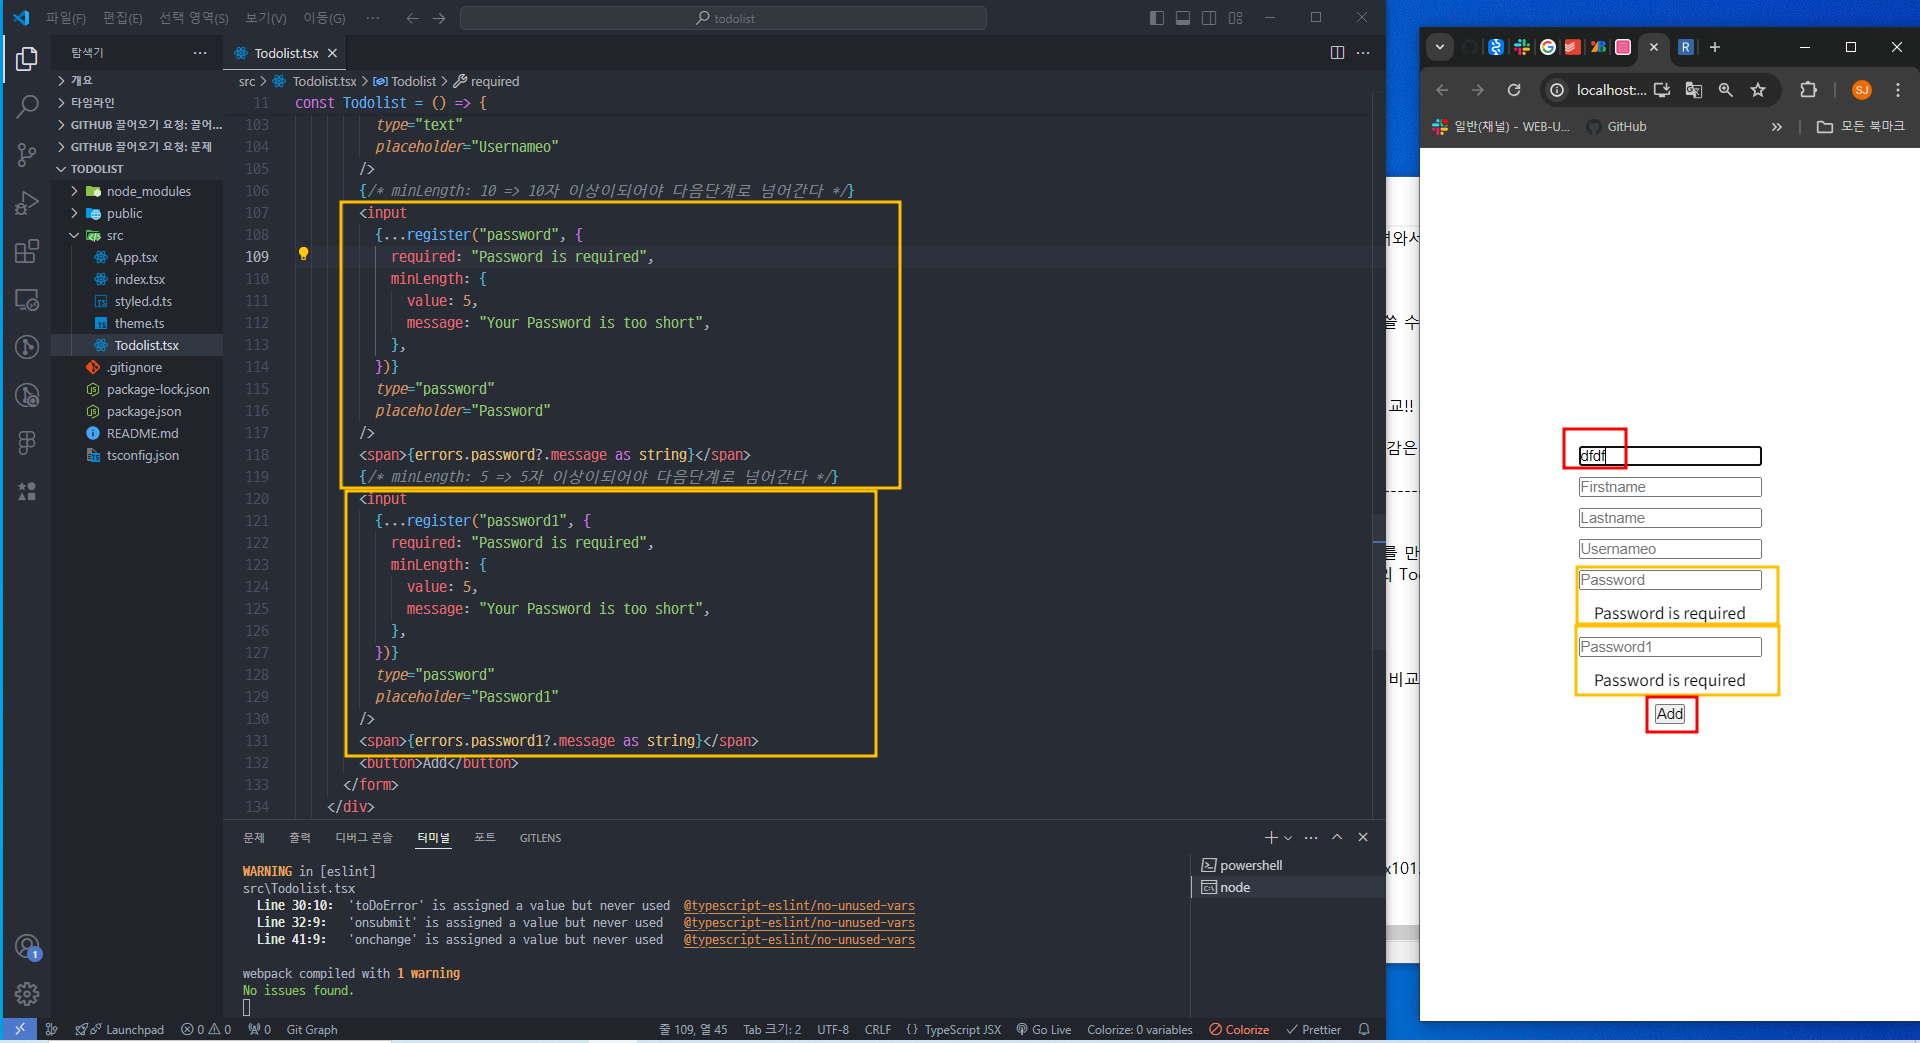 파일(F) 편집(E) 선택 영역(S) 보기(V) 이동(G) ··· todolist
탐색기 ···
개요
타임라인
GITHUB 끌어오기 요청: 끌어...
GITHUB 끌어오기 요청: 문제
TODOLIST
node_modules
public
src
App.tsx
index.tsx
styled.d.ts
theme.ts
Todolist.tsx
.gitignore
package-lock.json
package.json
README.md
tsconfig.json
1
Todolist.tsx
src > Todolist.tsx > Todolist > required
11 const Todolist = () => {
103 type="text"
104 placeholder="Usernameo"
105 />
106 {/* minLength: 10 => 10자 이상이되어야 다음단계로 넘어간다 */}
107 <input
108 {...register("password", {
109 required: "Password is required",
110 minLength: {
111 value: 5,
112 message: "Your Password is too short",
113 },
114 })}
115 type="password"
116 placeholder="Password"
117 />
118 <span>{errors.password?.message as string}</span>
119 {/* minLength: 5 => 5자 이상이되어야 다음단계로 넘어간다 */}
120 <input
121 {...register("password1", {
122 required: "Password is required",
123 minLength: {
124 value: 5,
125 message: "Your Password is too short",
126 },
127 })}
128 type="password"
129 placeholder="Password1"
130 />
131 <span>{errors.password1?.message as string}</span>
132 <button>Add</button>
133 </form>
134 </div>
문제 출력 디버그 콘솔 터미널 포트 GITLENS
WARNING in [eslint]
src\Todolist.tsx
Line 30:10: 'toDoError' is assigned a value but never used @typescript-eslint/no-unused-vars
Line 32:9: 'onsubmit' is assigned a value but never used @typescript-eslint/no-unused-vars
Line 41:9: 'onchange' is assigned a value but never used @typescript-eslint/no-unused-vars
webpack compiled with 1 warning
No issues found.
powershell
node
Launchpad 0 0 0 Git Graph 줄 109, 열 45 Tab 크기: 2 UTF-8 CRLF {} TypeScript JSX Go Live Colorize: 0 variables Colorize Prettier
쓸 수
교!!
감은
------
를 만
의 Too
비교
x101.
localhost:... SJ
일반(채널) - WEB-U... GitHub » 모든 북마크
dfdf
Firstname
Lastname
Usernameo
Password
Password is required
Password1
Password is required
Add